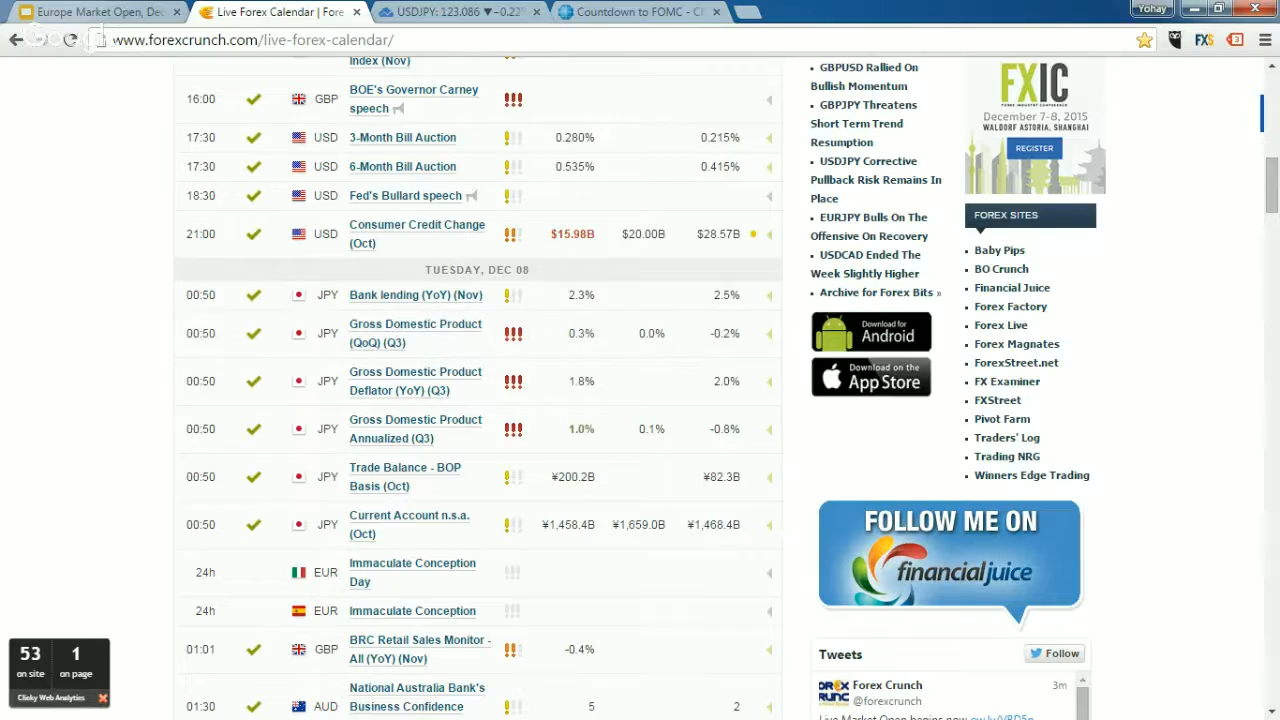 Europe Market Open, Dec
Live Forex Calendar | Fore
USDJPY: 123.086 ▼−0.22
Countdown to FOMC - CI
Yohay
www.forexcrunch.com/live-forex-calendar/
FXS
3
Index (Nov)
16:00 GBP BOE's Governor Carney
speech
17:30 USD 3-Month Bill Auction 0.280% 0.215%
17:30 USD 6-Month Bill Auction 0.535% 0.415%
18:30 USD Fed's Bullard speech
21:00 USD Consumer Credit Change
(Oct) $15.98B $20.00B $28.57B
TUESDAY, DEC 08
00:50 JPY Bank lending (YoY) (Nov) 2.3% 2.5%
00:50 JPY Gross Domestic Product
(QoQ) (Q3) 0.3% 0.0% -0.2%
00:50 JPY Gross Domestic Product
Deflator (YoY) (Q3) 1.8% 2.0%
00:50 JPY Gross Domestic Product
Annualized (Q3) 1.0% 0.1% -0.8%
00:50 JPY Trade Balance - BOP
Basis (Oct) ¥200.2B ¥82.3B
00:50 JPY Current Account n.s.a.
(Oct) ¥1,458.4B ¥1,659.0B ¥1,468.4B
24h EUR Immaculate Conception
Day
24h EUR Immaculate Conception
01:01 GBP BRC Retail Sales Monitor -
All (YoY) (Nov) -0.4%
01:30 AUD National Australia Bank's
Business Confidence 5 2
GBPUSD Rallied On
Bullish Momentum
GBPJPY Threatens
Short Term Trend
Resumption
USDJPY Corrective
Pullback Risk Remains In
Place
EURJPY Bulls On The
Offensive On Recovery
USDCAD Ended The
Week Slightly Higher
Archive for Forex Bits »
Download for
Android
Download on the
App Store
FXIC
FOREX INDUSTRY CONFERENCE
December 7-8, 2015
WALDORF ASTORIA, SHANGHAI
REGISTER
FOREX SITES
Baby Pips
BO Crunch
Financial Juice
Forex Factory
Forex Live
Forex Magnates
ForexStreet.net
FX Examiner
FXStreet
Pivot Farm
Traders' Log
Trading NRG
Winners Edge Trading
FOLLOW ME ON
financialjuice
Tweets
Follow
Forex Crunch 3m
@forexcrunch
53 1
on site on page
Clicky Web Analytics